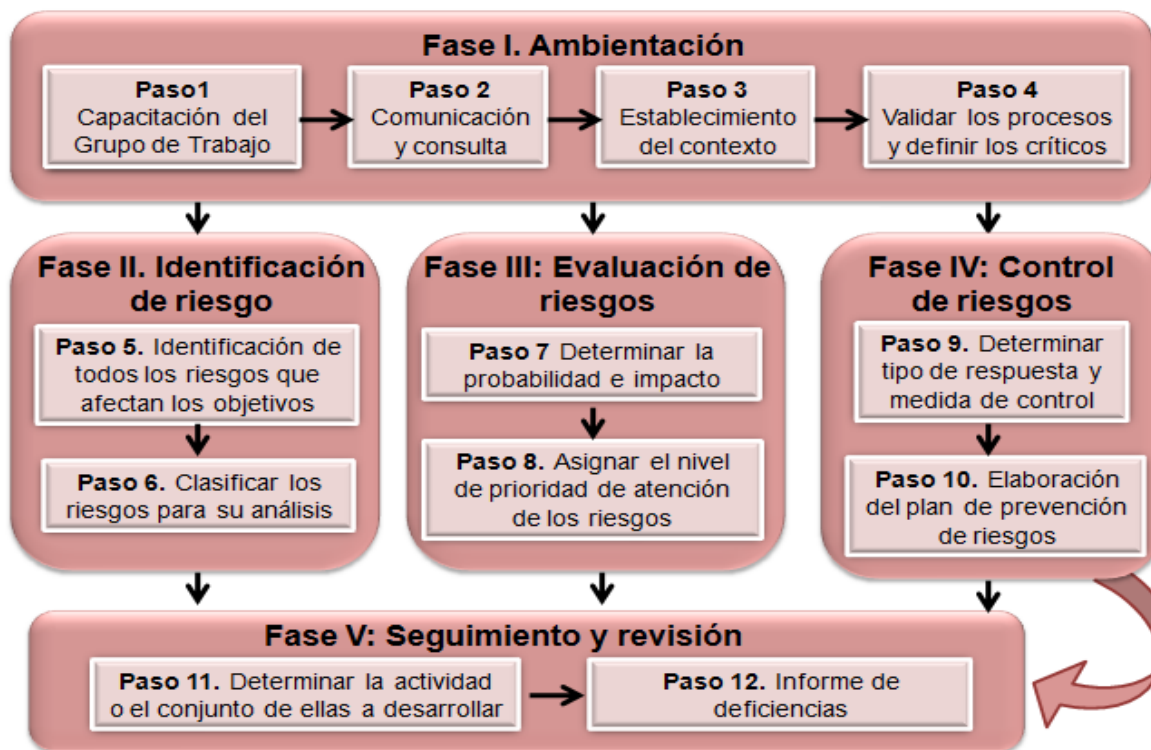 Fase I. Ambientación
Paso1
Capacitación del
Grupo de Trabajo
Paso 2
Comunicación
y consulta
Paso 3
Establecimiento
del contexto
Paso 4
Validar los procesos
y definir los críticos
Fase II. Identificación
de riesgo
Paso 5. Identificación de
todos los riesgos que
afectan los objetivos
Paso 6. Clasificar los
riesgos para su análisis
Fase III: Evaluación de
riesgos
Paso 7 Determinar la
probabilidad e impacto
Paso 8. Asignar el nivel
de prioridad de atención
de los riesgos
Fase IV: Control
de riesgos
Paso 9. Determinar
tipo de respuesta y
medida de control
Paso 10. Elaboración
del plan de prevención
de riesgos
Fase V: Seguimiento y revisión
Paso 11. Determinar la actividad
o el conjunto de ellas a desarrollar
Paso 12. Informe de
deficiencias